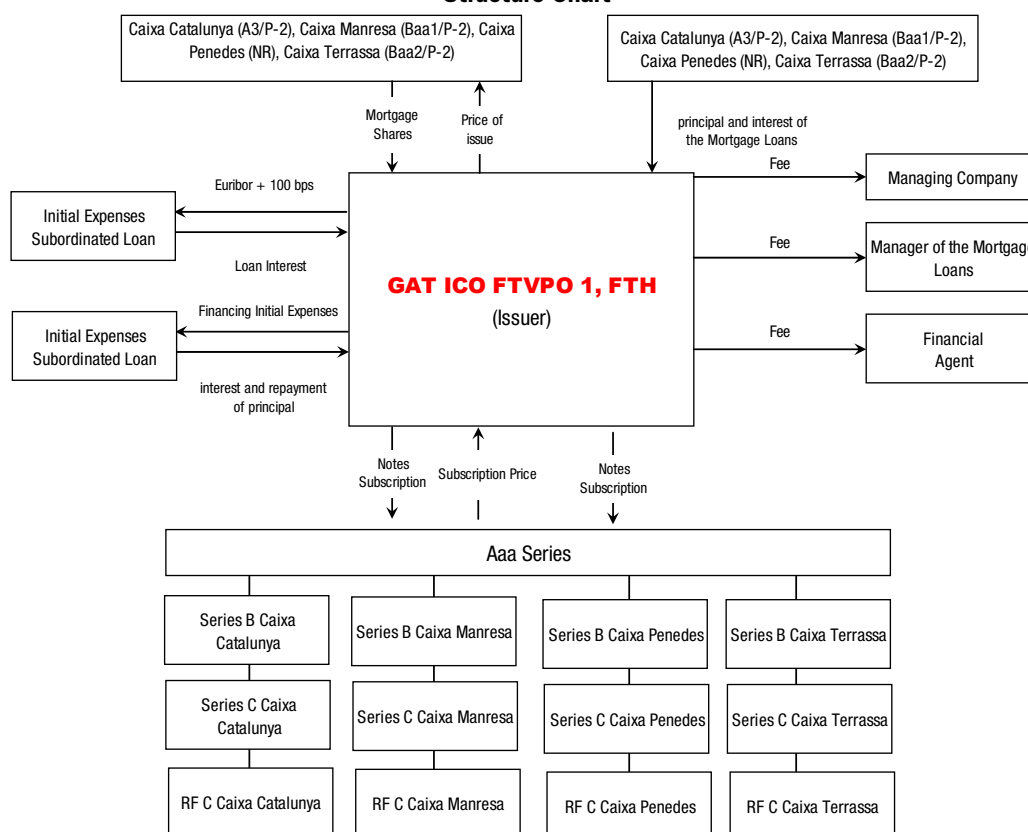 Structure Chart
Caixa Catalunya (A3/P-2), Caixa Manresa (Baa1/P-2), Caixa
Penedes (NR), Caixa Terrassa (Baa2/P-2)
Caixa Catalunya (A3/P-2), Caixa Manresa (Baa1/P-2),
Caixa Penedes (NR), Caixa Terrassa (Baa2/P-2)
Mortgage
Shares
Price of
issue
principal and interest of
the Mortgage Loans
Fee
Managing Company
Euribor + 100 bps
Initial Expenses
Subordinated Loan
Loan Interest
Fee
Manager of the Mortgage
Loans
GAT ICO FTVPO 1, FTH
(Issuer)
Financing Initial Expenses
Initial Expenses
Subordinated Loan
interest and repayment
of principal
Fee
Financial
Agent
Notes
Subscription
Subscription Price
Notes
Subscription
Aaa Series
Series B Caixa
Catalunya
Series B Caixa Manresa
Series B Caixa Penedes
Series B Caixa Terrassa
Series C Caixa
Catalunya
Series C Caixa Manresa
Series C Caixa Penedes
Series C Caixa Terrassa
RF C Caixa Catalunya
RF C Caixa Manresa
RF C Caixa Penedes
RF C Caixa Terrassa